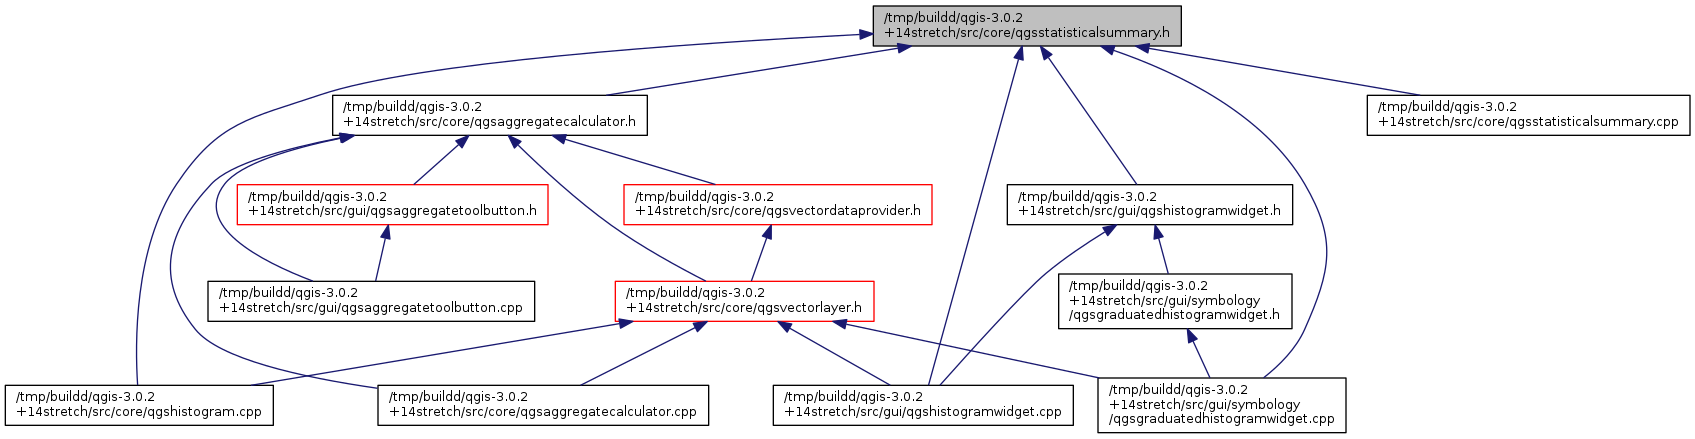 /tmp/buildd/qgis-3.0.2
+14stretch/src/core/qgsstatisticalsummary.h
/tmp/buildd/qgis-3.0.2
+14stretch/src/core/qgsaggregatecalculator.h
/tmp/buildd/qgis-3.0.2
+14stretch/src/core/qgsstatisticalsummary.cpp
/tmp/buildd/qgis-3.0.2
+14stretch/src/gui/qgsaggregatetoolbutton.h
/tmp/buildd/qgis-3.0.2
+14stretch/src/core/qgsvectordataprovider.h
/tmp/buildd/qgis-3.0.2
+14stretch/src/gui/qgshistogramwidget.h
/tmp/buildd/qgis-3.0.2
+14stretch/src/gui/qgsaggregatetoolbutton.cpp
/tmp/buildd/qgis-3.0.2
+14stretch/src/core/qgsvectorlayer.h
/tmp/buildd/qgis-3.0.2
+14stretch/src/gui/symbology
/qgsgraduatedhistogramwidget.h
/tmp/buildd/qgis-3.0.2
+14stretch/src/core/qgshistogram.cpp
/tmp/buildd/qgis-3.0.2
+14stretch/src/core/qgsaggregatecalculator.cpp
/tmp/buildd/qgis-3.0.2
+14stretch/src/gui/qgshistogramwidget.cpp
/tmp/buildd/qgis-3.0.2
+14stretch/src/gui/symbology
/qgsgraduatedhistogramwidget.cpp